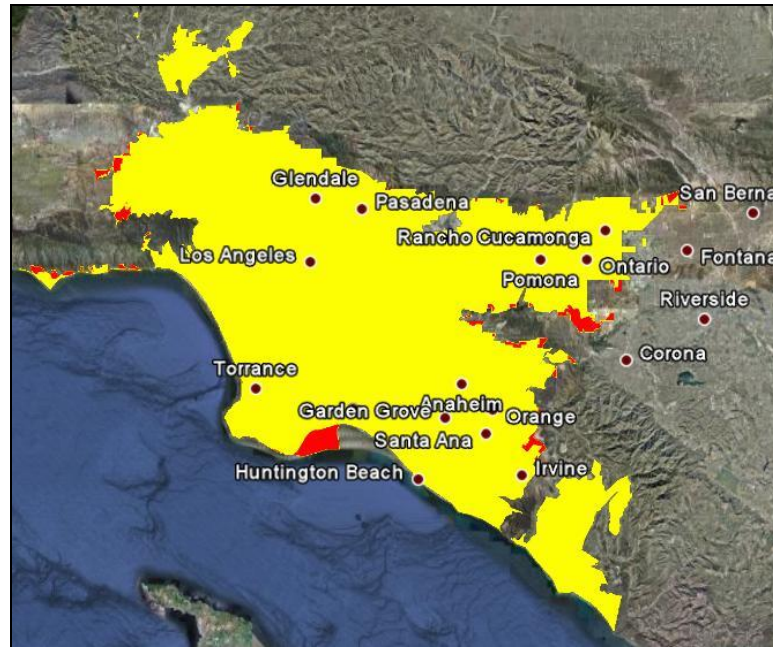 Glendale
Pasadena
San Berna
Rancho Cucamonga
Los Angeles
Ontario
Fontana
Pomona
Riverside
Corona
Torrance
Anaheim
Garden Grove
Orange
Santa Ana
Huntington Beach
Irvine